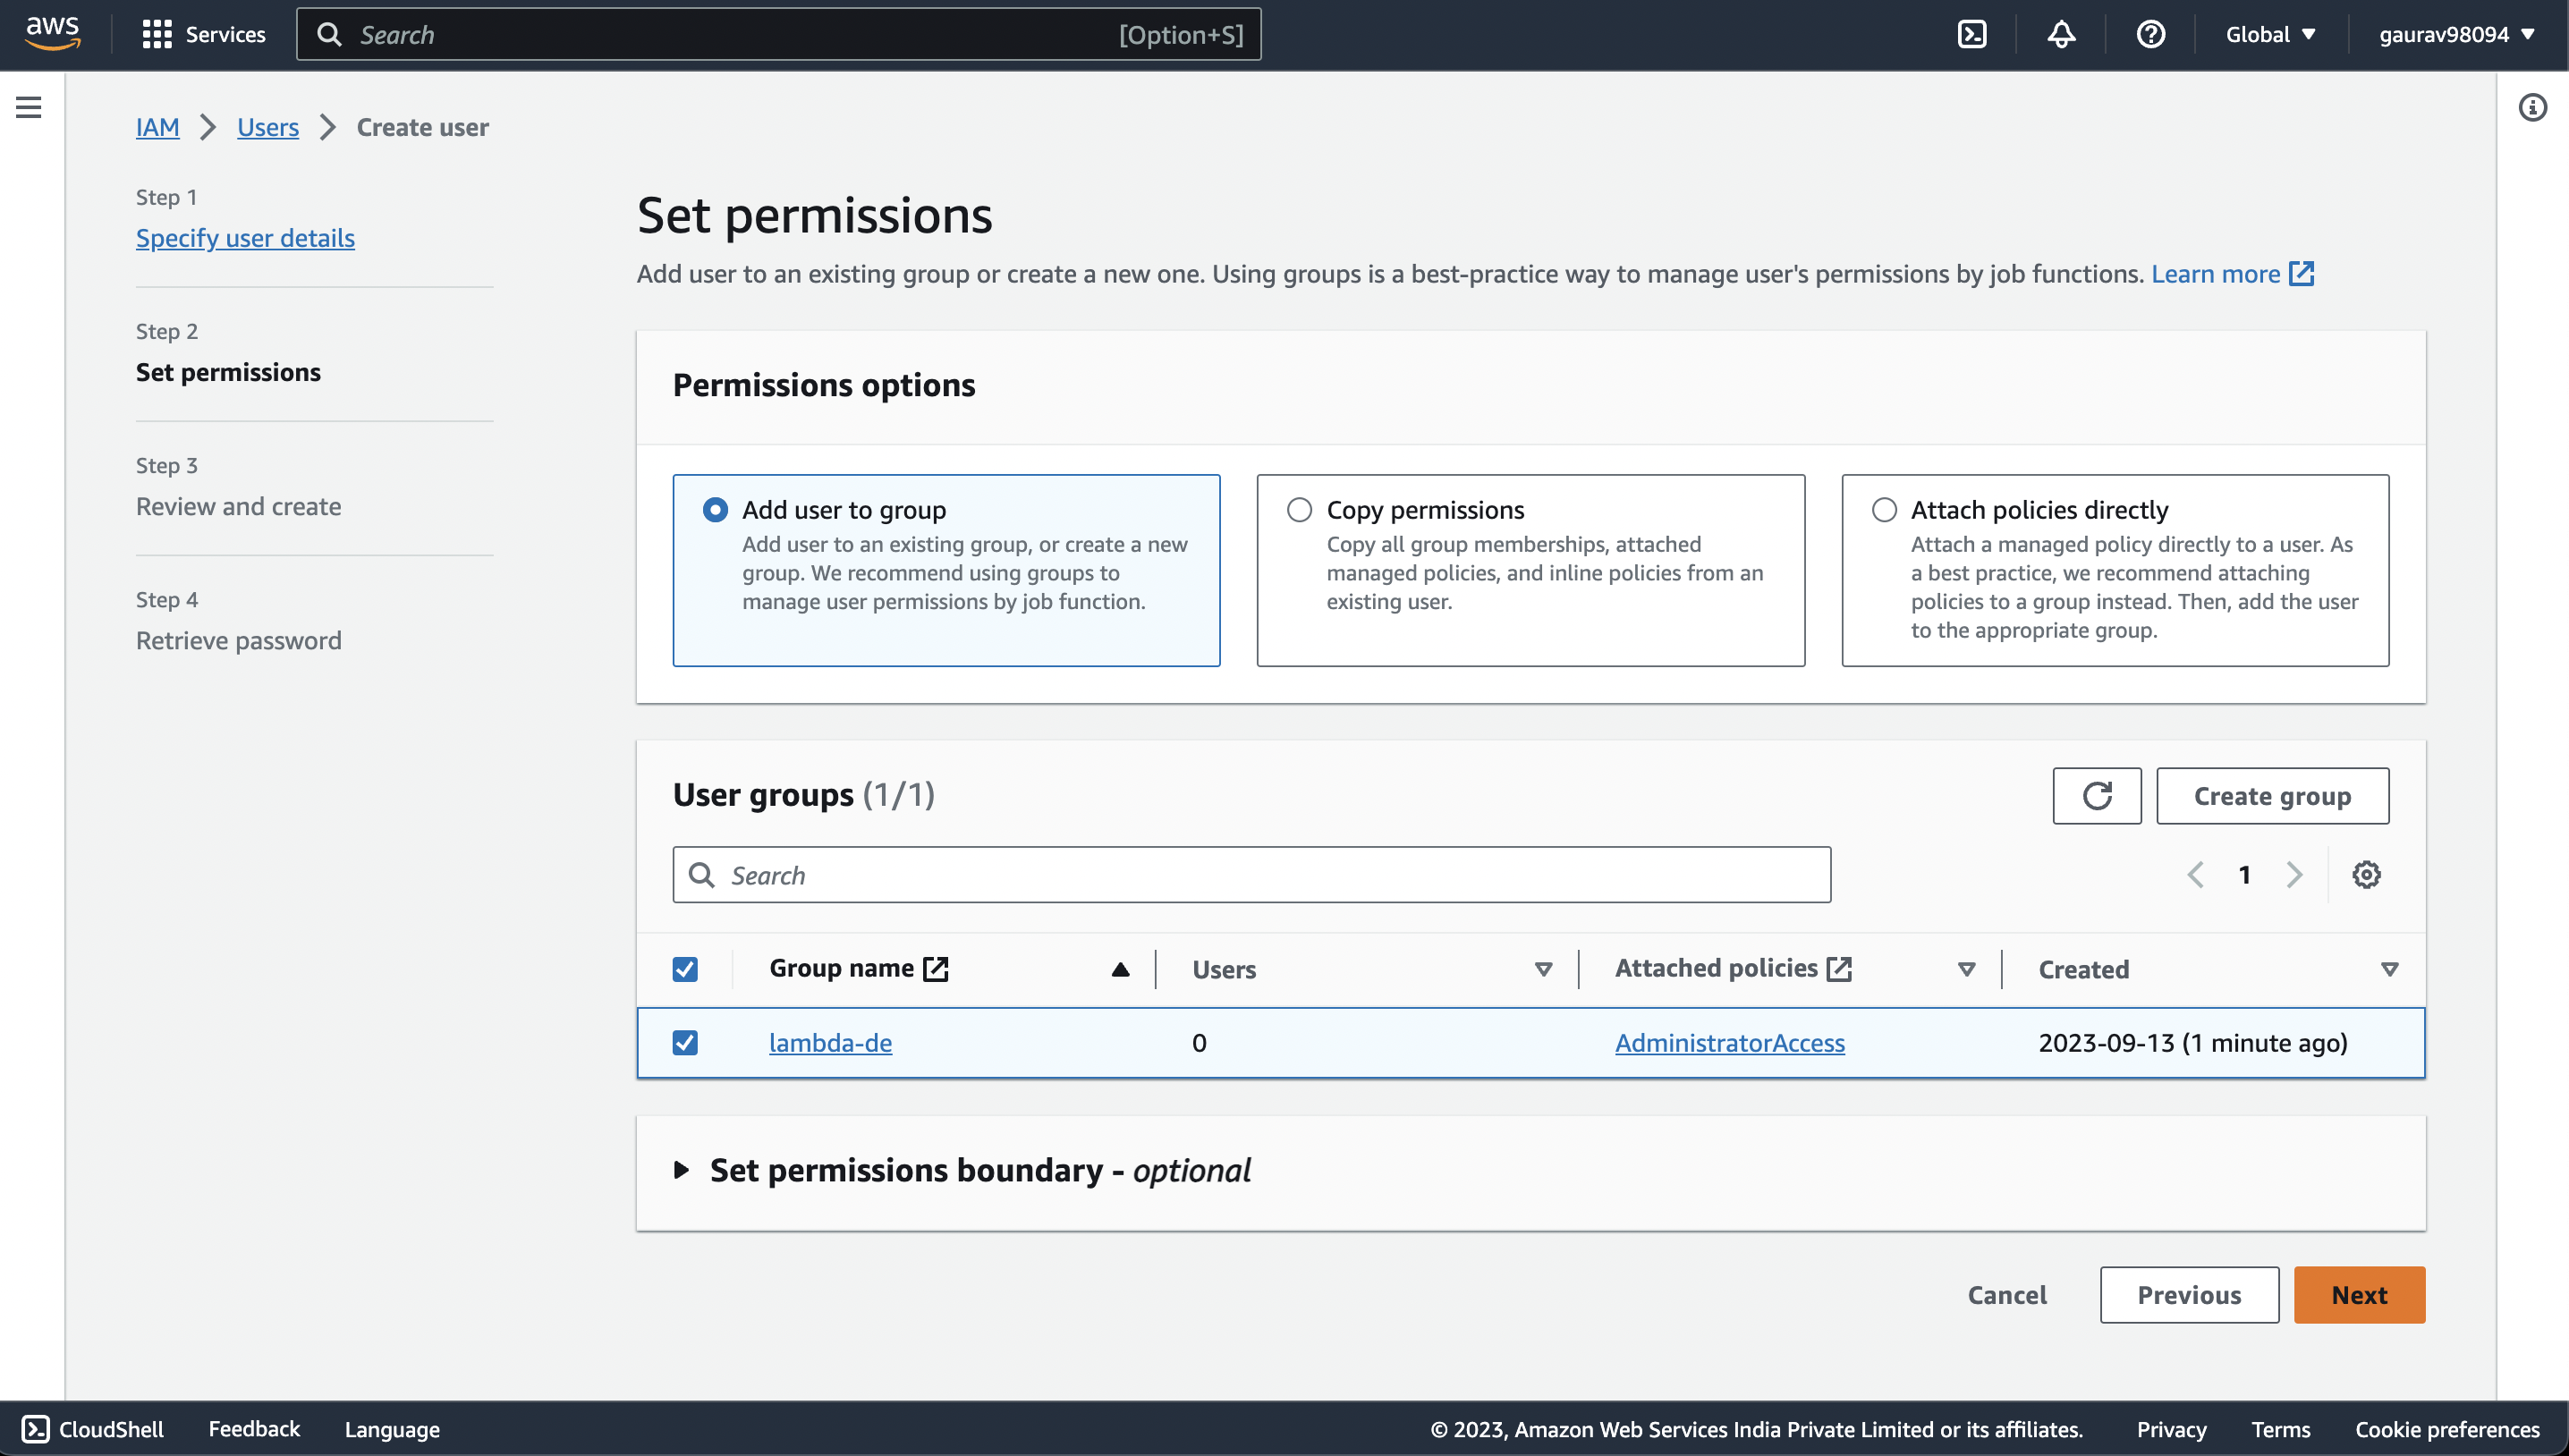 aws
Services
Search
[Option+S]
Global
gaurav98094
IAM
Users
Create user
Step 1
Specify user details
Step 2
Set permissions
Step 3
Review and create
Step 4
Retrieve password
Set permissions
Add user to an existing group or create a new one. Using groups is a best-practice way to manage user's permissions by job functions. Learn more
Permissions options
Add user to group
Add user to an existing group, or create a new
group. We recommend using groups to
manage user permissions by job function.
Copy permissions
Copy all group memberships, attached
managed policies, and inline policies from an
existing user.
Attach policies directly
Attach a managed policy directly to a user. As
a best practice, we recommend attaching
policies to a group instead. Then, add the user
to the appropriate group.
User groups (1/1)
Create group
Search
1
Group name
Users
Attached policies
Created
lambda-de
0
AdministratorAccess
2023-09-13 (1 minute ago)
Set permissions boundary - optional
Cancel
Previous
Next
CloudShell
Feedback
Language
© 2023, Amazon Web Services India Private Limited or its affiliates.
Privacy
Terms
Cookie preferences